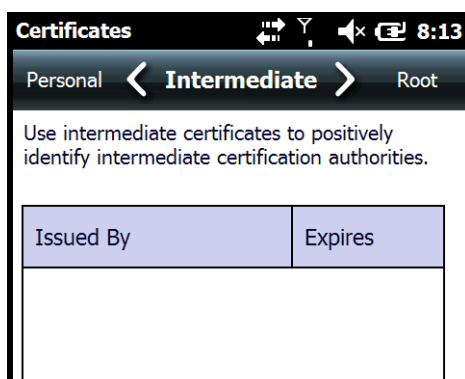 Certificates 8:13
Personal Intermediate Root
Use intermediate certificates to positively
identify intermediate certification authorities.
Issued By Expires